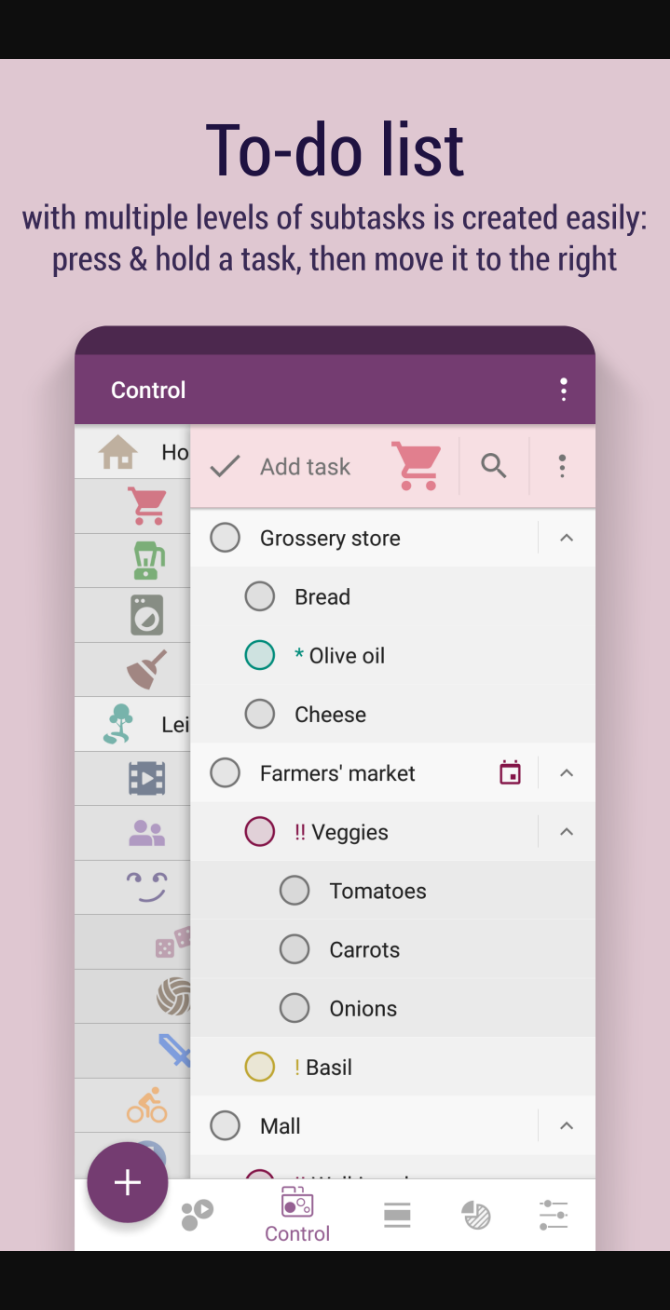 To-do list
with multiple levels of subtasks is created easily:
press & hold a task, then move it to the right
Control
Ho
Add task
Grossery store
Bread
* Olive oil
Cheese
Lei
Farmers' market
!! Veggies
Tomatoes
Carrots
Onions
! Basil
Mall
Control